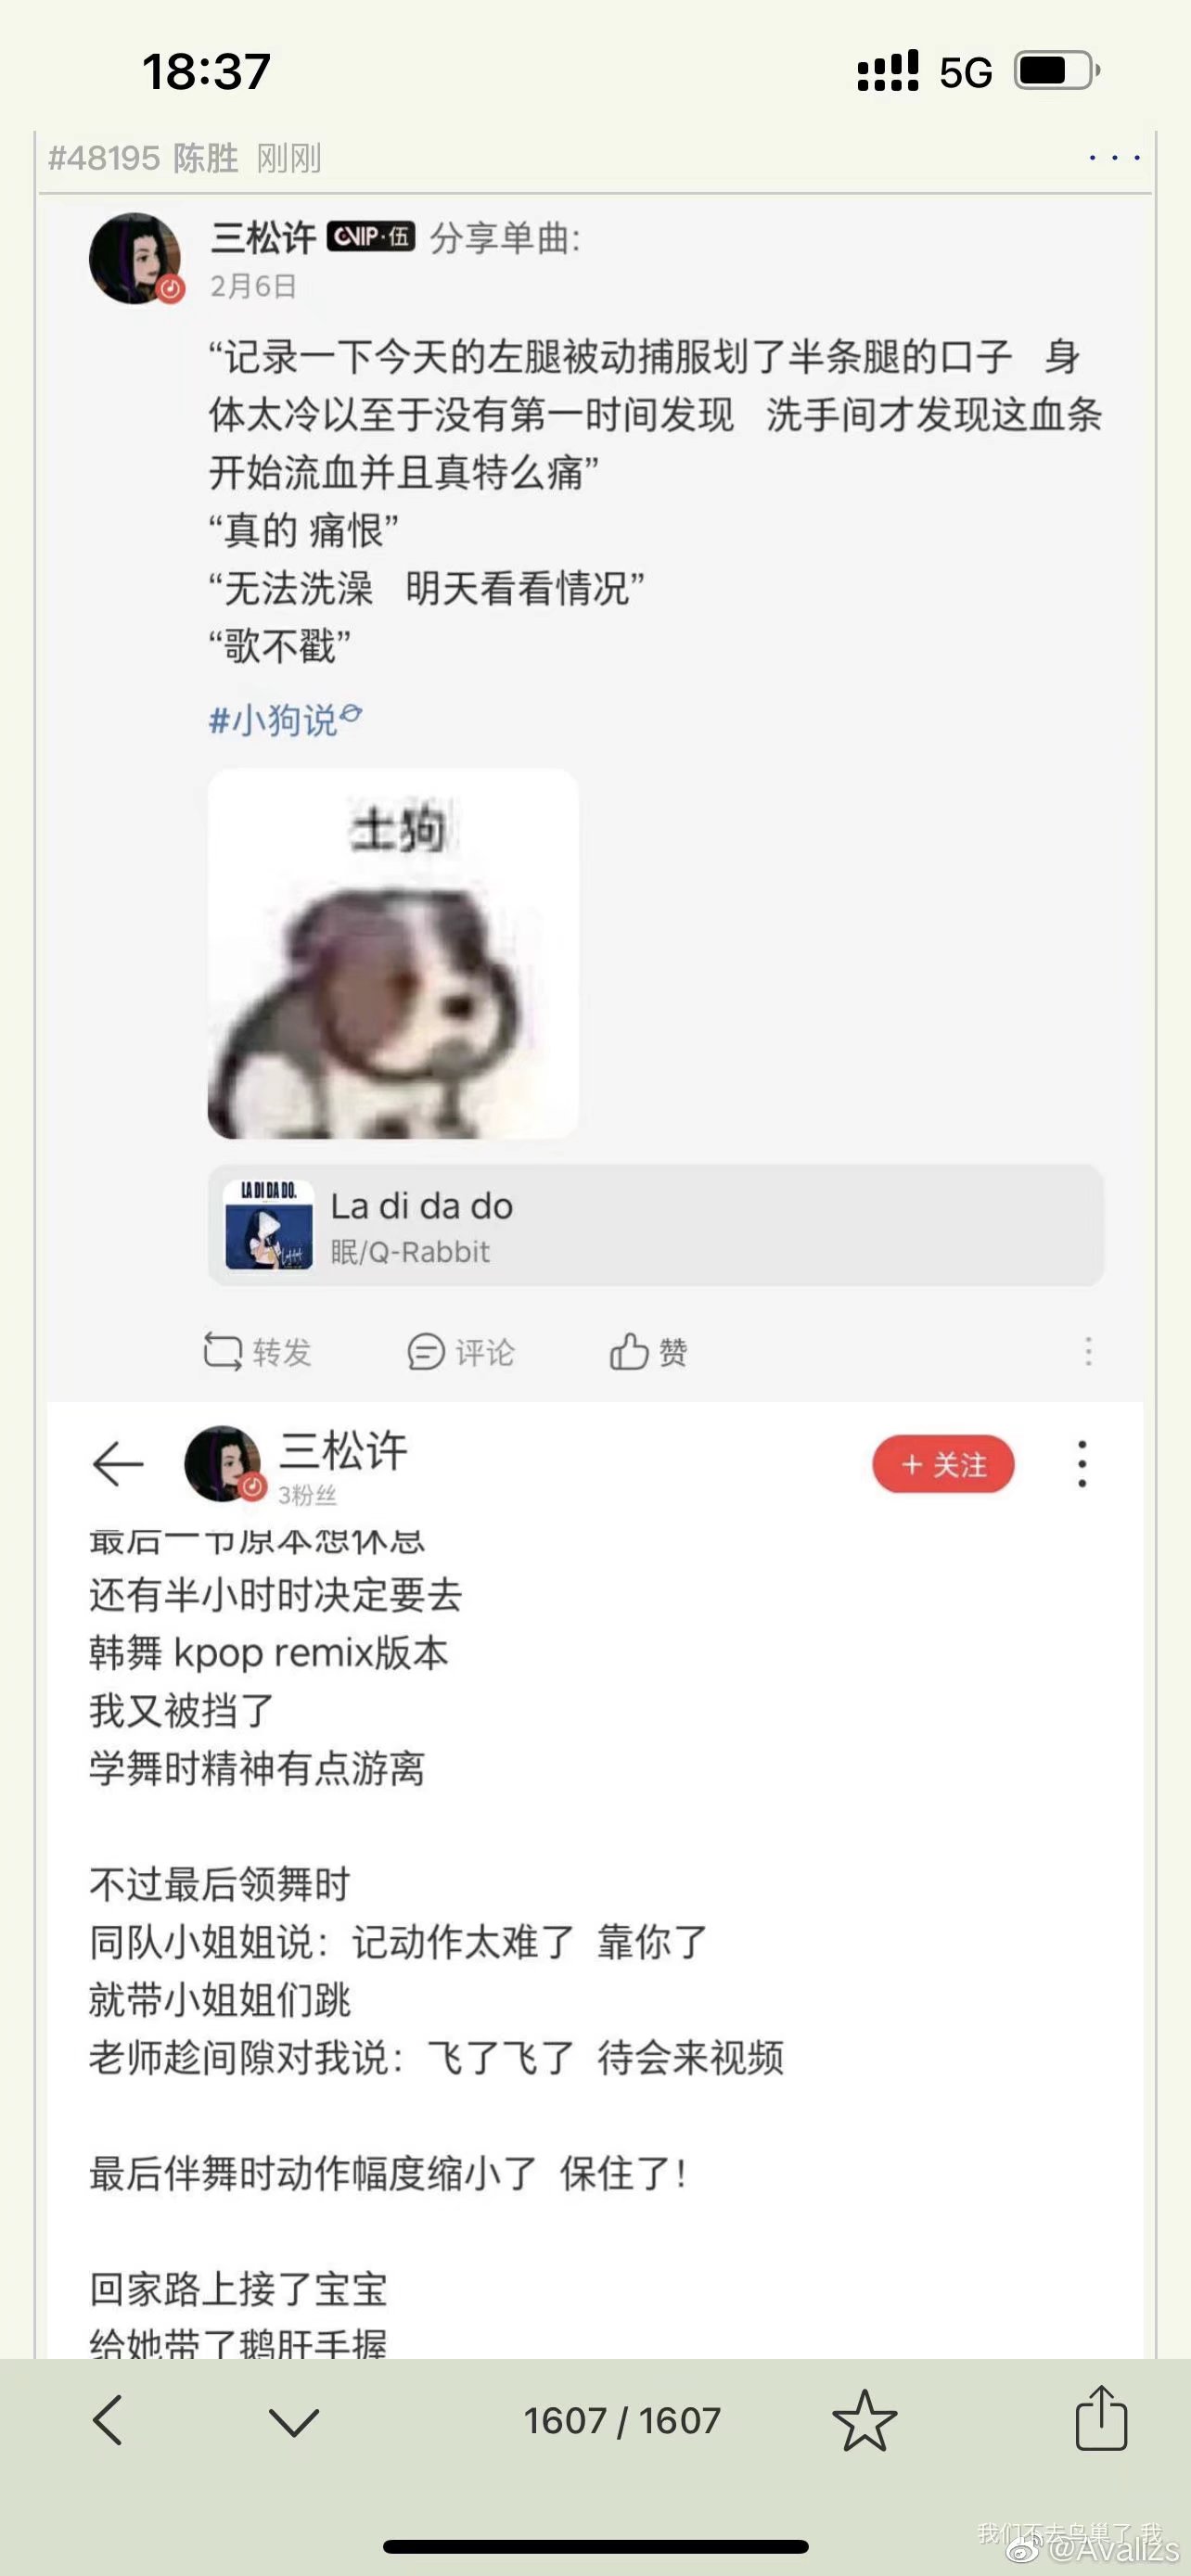 18:37
5G
#48195 陈胜 刚刚
三松许 VIP·伍 分享单曲:
2月6日
“记录一下今天的左腿被动捕服划了半条腿的口子 身
体太冷以至于没有第一时间发现 洗手间才发现这血条
开始流血并且真特么痛”
“真的 痛恨”
“无法洗澡 明天看看情况”
“歌不戳”
#小狗说
土狗
LA DI DA DO.
La di da do
眠/Q-Rabbit
转发
评论
赞
三松许
3粉丝
+ 关注
最后一节原本想休息
还有半小时时决定要去
韩舞 kpop remix版本
我又被挡了
学舞时精神有点游离
不过最后领舞时
同队小姐姐说：记动作太难了 靠你了
就带小姐姐们跳
老师趁间隙对我说：飞了飞了 待会来视频
最后伴舞时动作幅度缩小了 保住了！
回家路上接了宝宝
给她带了鹅肝手握
1607 / 1607
我们不去鸟巢了 我
@Avalizs